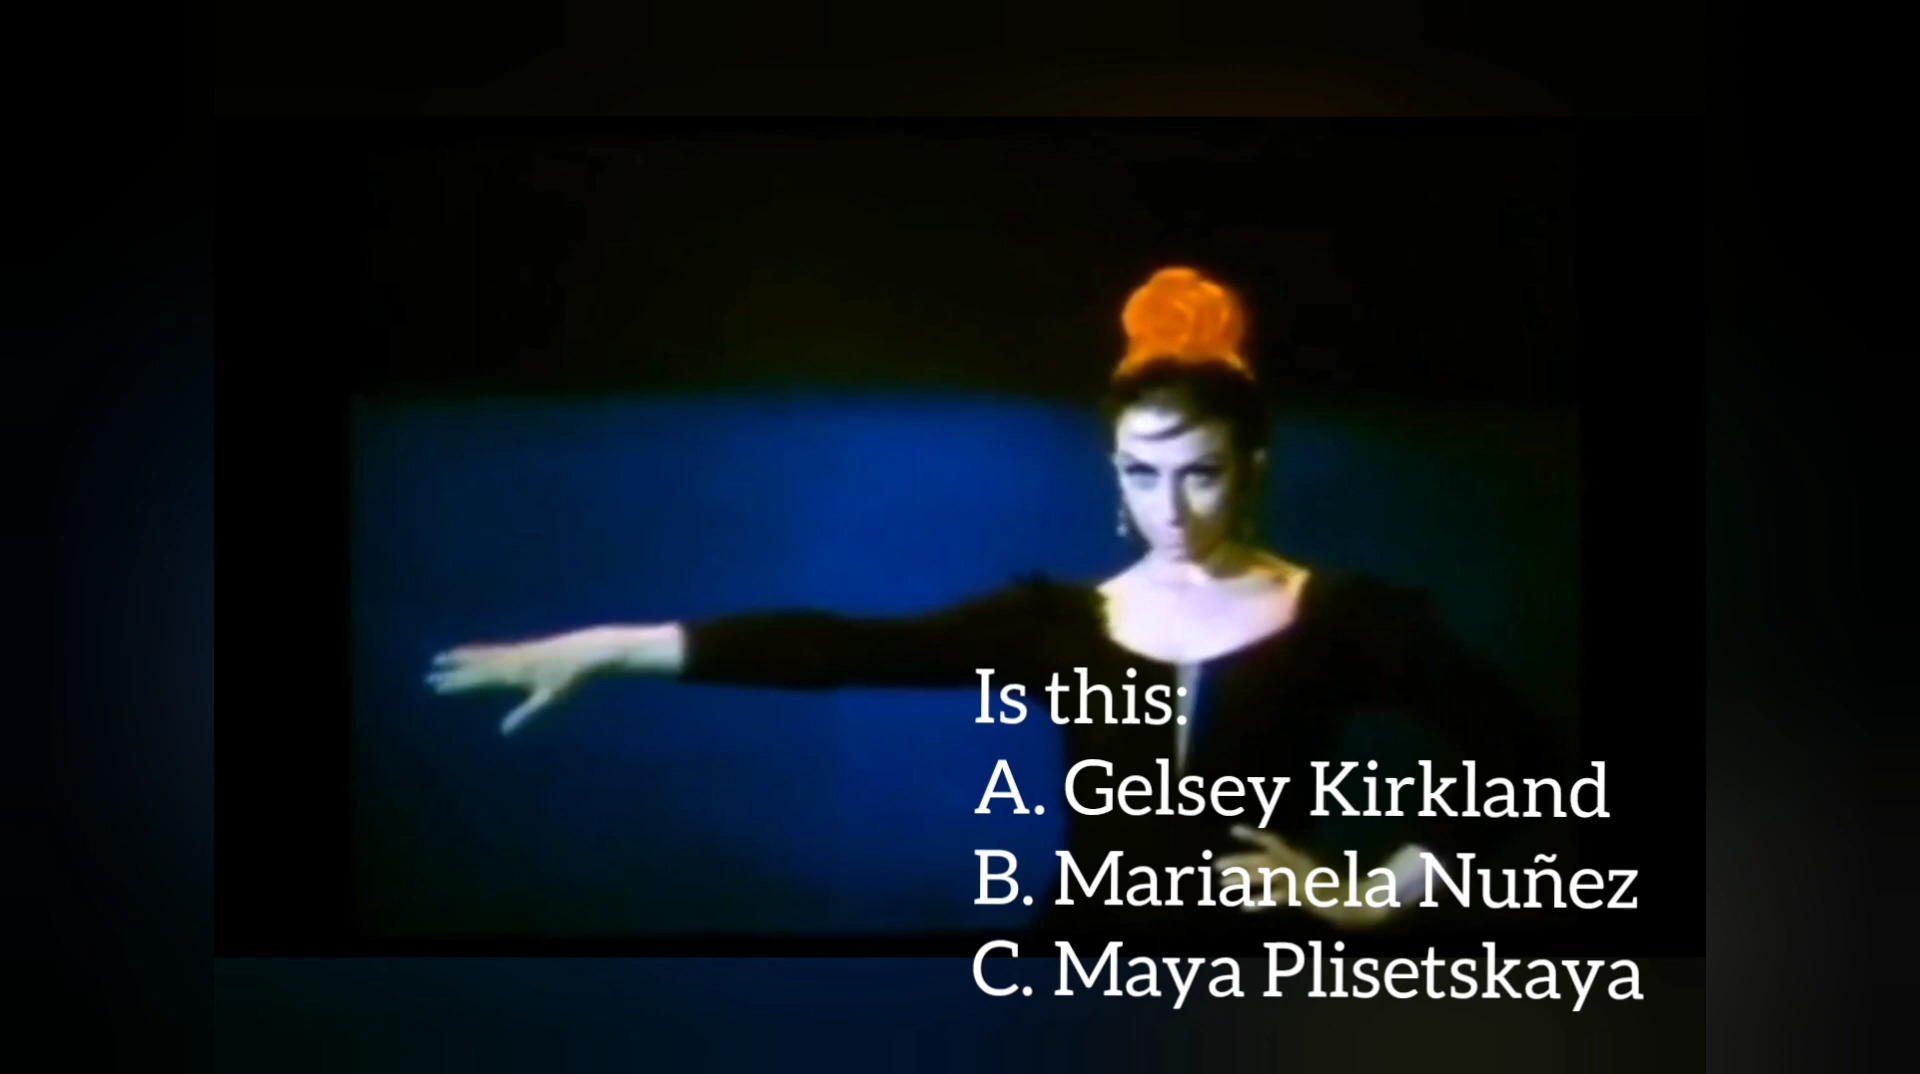 Is this:
A. Gelsey Kirkland
B. Marianela Nuñez
C. Maya Plisetskaya